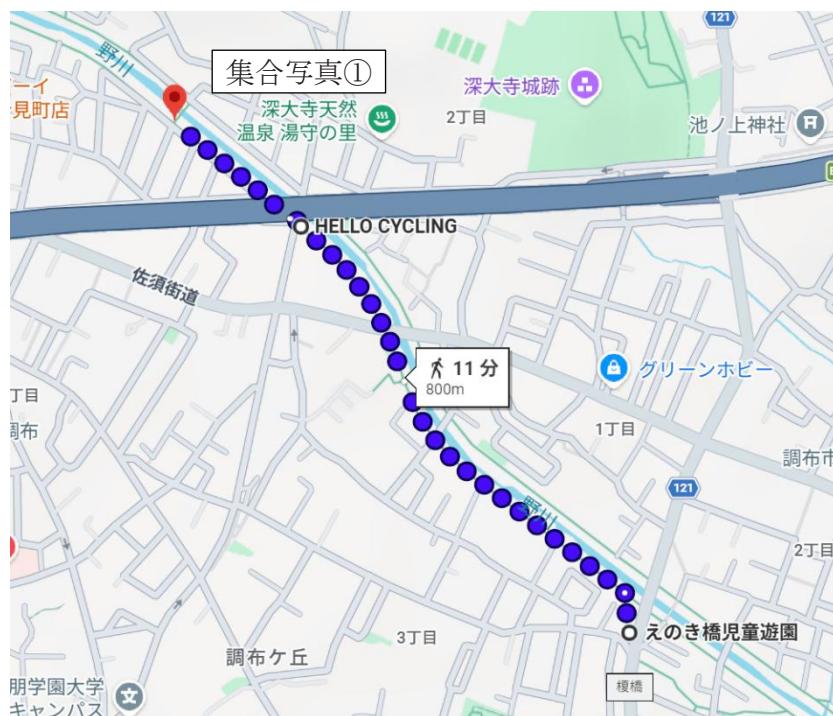 野川
集合写真①
121
ーイ
見町店
深大寺天然
温泉 湯守の里
深大寺城跡
2丁目
池ノ上神社
HELLO CYCLING
佐須街道
11 分
800m
グリーンホビー
丁目
調布
1丁目
調布市
121
野川
2丁目
えのき橋児童遊園
3丁目
調布ケ丘
榎橋
朋学園大学
キャンパス